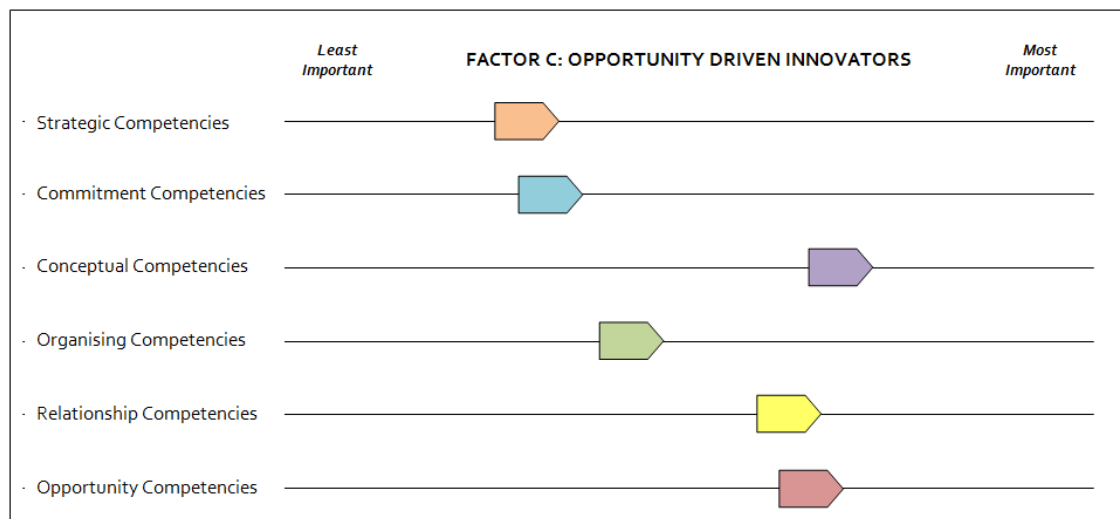 Least
Important
FACTOR C: OPPORTUNITY DRIVEN INNOVATORS
Most
Important
· Strategic Competencies
· Commitment Competencies
· Conceptual Competencies
· Organising Competencies
· Relationship Competencies
· Opportunity Competencies